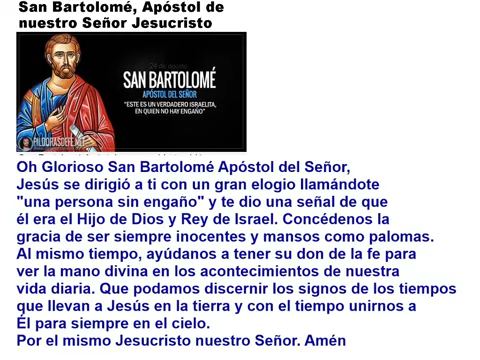 San Bartolomé, Apóstol de
nuestro Señor Jesucristo
24 de agosto
SAN BARTOLOMÉ
APÓSTOL DEL SEÑOR
"ESTE ES UN VERDADERO ISRAELITA,
EN QUIEN NO HAY ENGAÑO"
PILDORASDEFE.NET
Oh Glorioso San Bartolomé Apóstol del Señor,
Jesús se dirigió a ti con un gran elogio llamándote
"una persona sin engaño" y te dio una señal de que
él era el Hijo de Dios y Rey de Israel. Concédenos la
gracia de ser siempre inocentes y mansos como palomas.
Al mismo tiempo, ayúdanos a tener su don de la fe para
ver la mano divina en los acontecimientos de nuestra
vida diaria. Que podamos discernir los signos de los tiempos
que llevan a Jesús en la tierra y con el tiempo unirnos a
Él para siempre en el cielo.
Por el mismo Jesucristo nuestro Señor. Amén